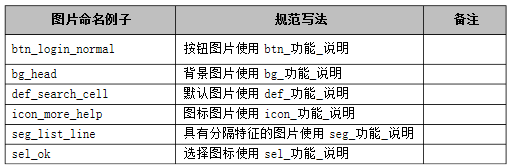 图片命名例子 规范写法 备注
btn_login_normal 按钮图片使用 btn_功能_说明
bg_head 背景图片使用 bg_功能_说明
def_search_cell 默认图片使用 def_功能_说明
icon_more_help 图标图片使用 icon_功能_说明
seg_list_line 具有分隔特征的图片使用 seg_功能_说明
sel_ok 选择图标使用 sel_功能_说明